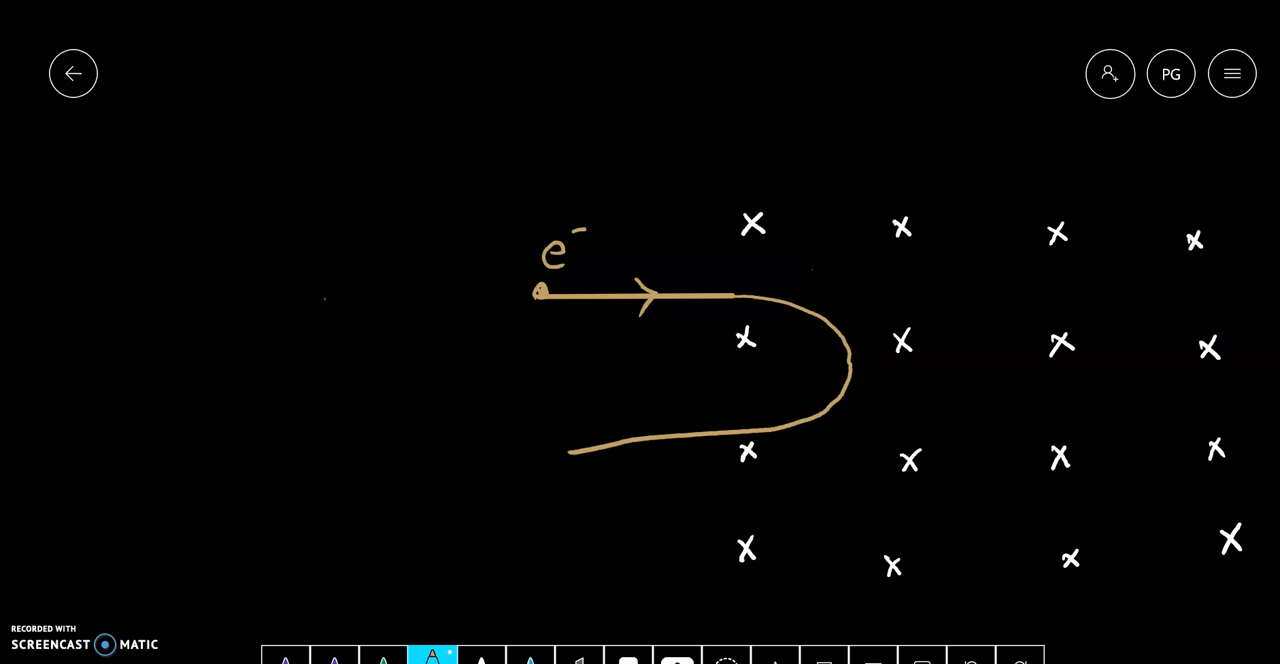 PG
e⁻
x x x x
x x x x
x x x x
x x x x
RECORDED WITH
SCREENCAST MATIC